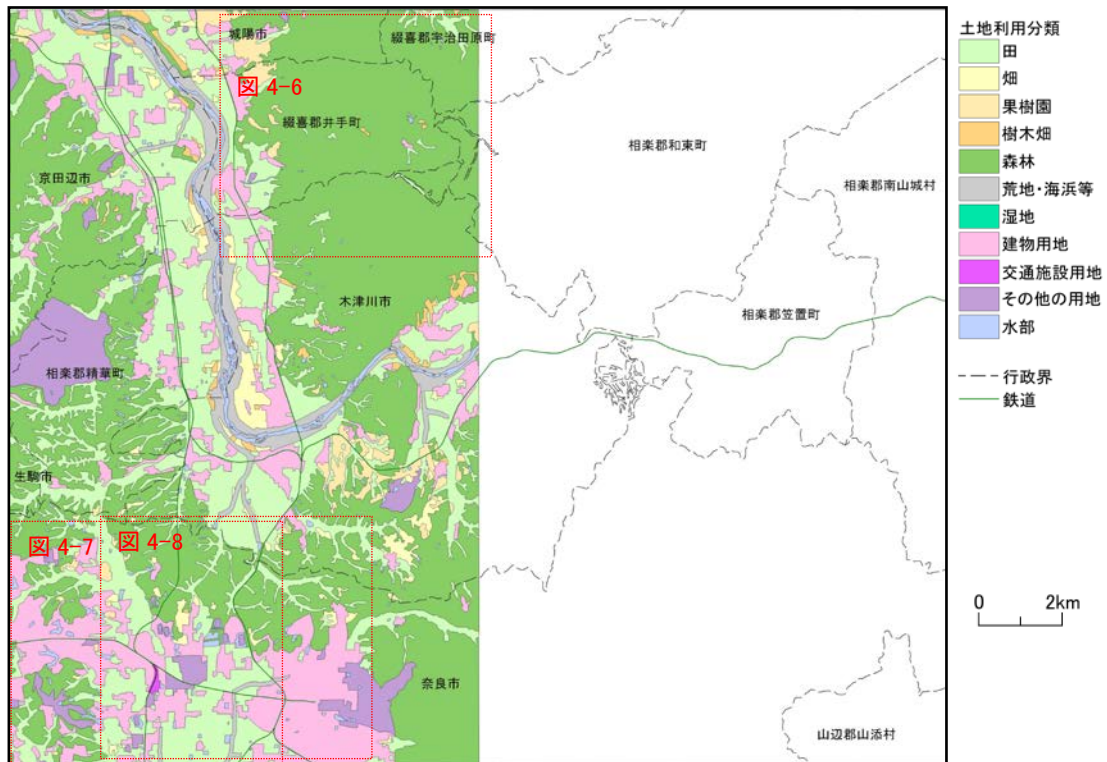 城陽市
綴喜郡宇治田原町
図 4-6
綴喜郡井手町
相楽郡和束町
京田辺市
相楽郡南山城村
木津川市
相楽郡笠置町
相楽郡精華町
生駒市
図 4-7
図 4-8
奈良市
山辺郡山添村
土地利用分類
田
畑
果樹園
樹木畑
森林
荒地・海浜等
湿地
建物用地
交通施設用地
その他の用地
水部
行政界
鉄道
0 2km